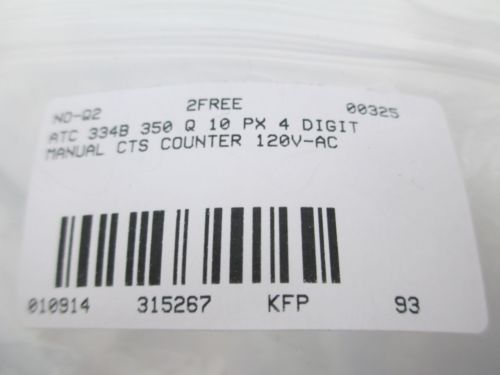 NO-Q2 2FREE 00325
ATC 334B 350 Q 10 PX 4 DIGIT
MANUAL CTS COUNTER 120V-AC
010914 315267 KFP 93